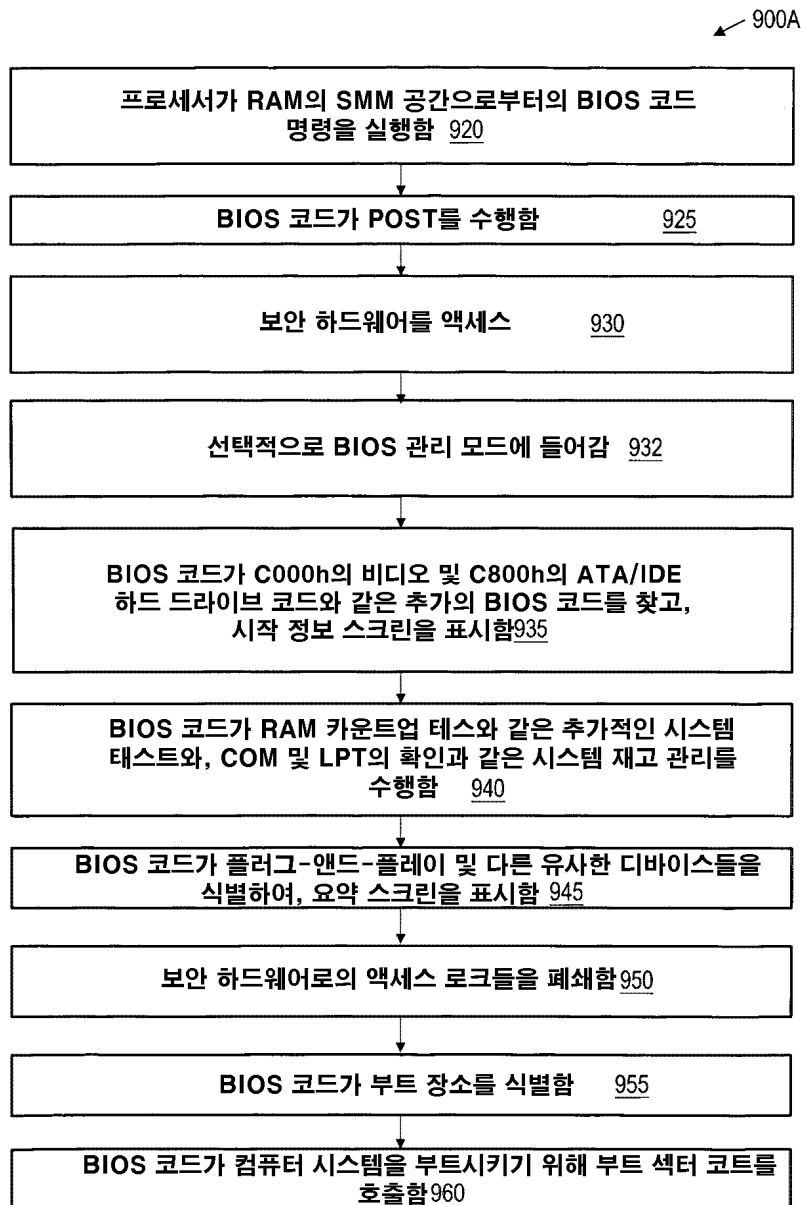 900A
프로세서가 RAM의 SMM 공간으로부터의 BIOS 코드
명령을 실행함 920
BIOS 코드가 POST를 수행함 925
보안 하드웨어를 액세스 930
선택적으로 BIOS 관리 모드에 들어감 932
BIOS 코드가 C000h의 비디오 및 C800h의 ATA/IDE
하드 드라이브 코드와 같은 추가의 BIOS 코드를 찾고,
시작 정보 스크린을 표시함935
BIOS 코드가 RAM 카운트업 테스와 같은 추가적인 시스템
태스트와, COM 및 LPT의 확인과 같은 시스템 재고 관리를
수행함 940
BIOS 코드가 플러그-앤드-플레이 및 다른 유사한 디바이스들을
식별하여, 요약 스크린을 표시함 945
보안 하드웨어로의 액세스 로크들을 폐쇄함950
BIOS 코드가 부트 장소를 식별함 955
BIOS 코드가 컴퓨터 시스템을 부트시키기 위해 부트 섹터 코트를
호출함960